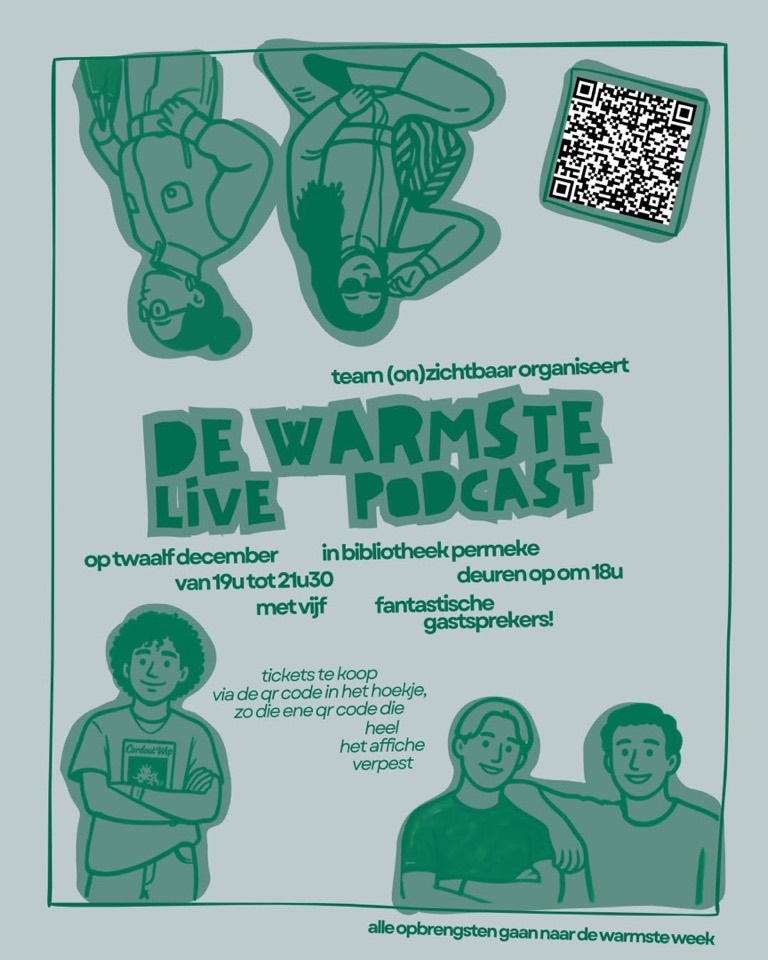 team (on)zichtbaar organiseert
DE WARMSTE
LiVE PODCAST
op twaalf december in bibliotheek permeke
van 19u tot 21u30 deuren op om 18u
met vijf fantastische
gastsprekers!
tickets te koop
via de qr code in het hoekje,
zo die ene qr code die
heel
het affiche
verpest
alle opbrengsten gaan naar de warmste week